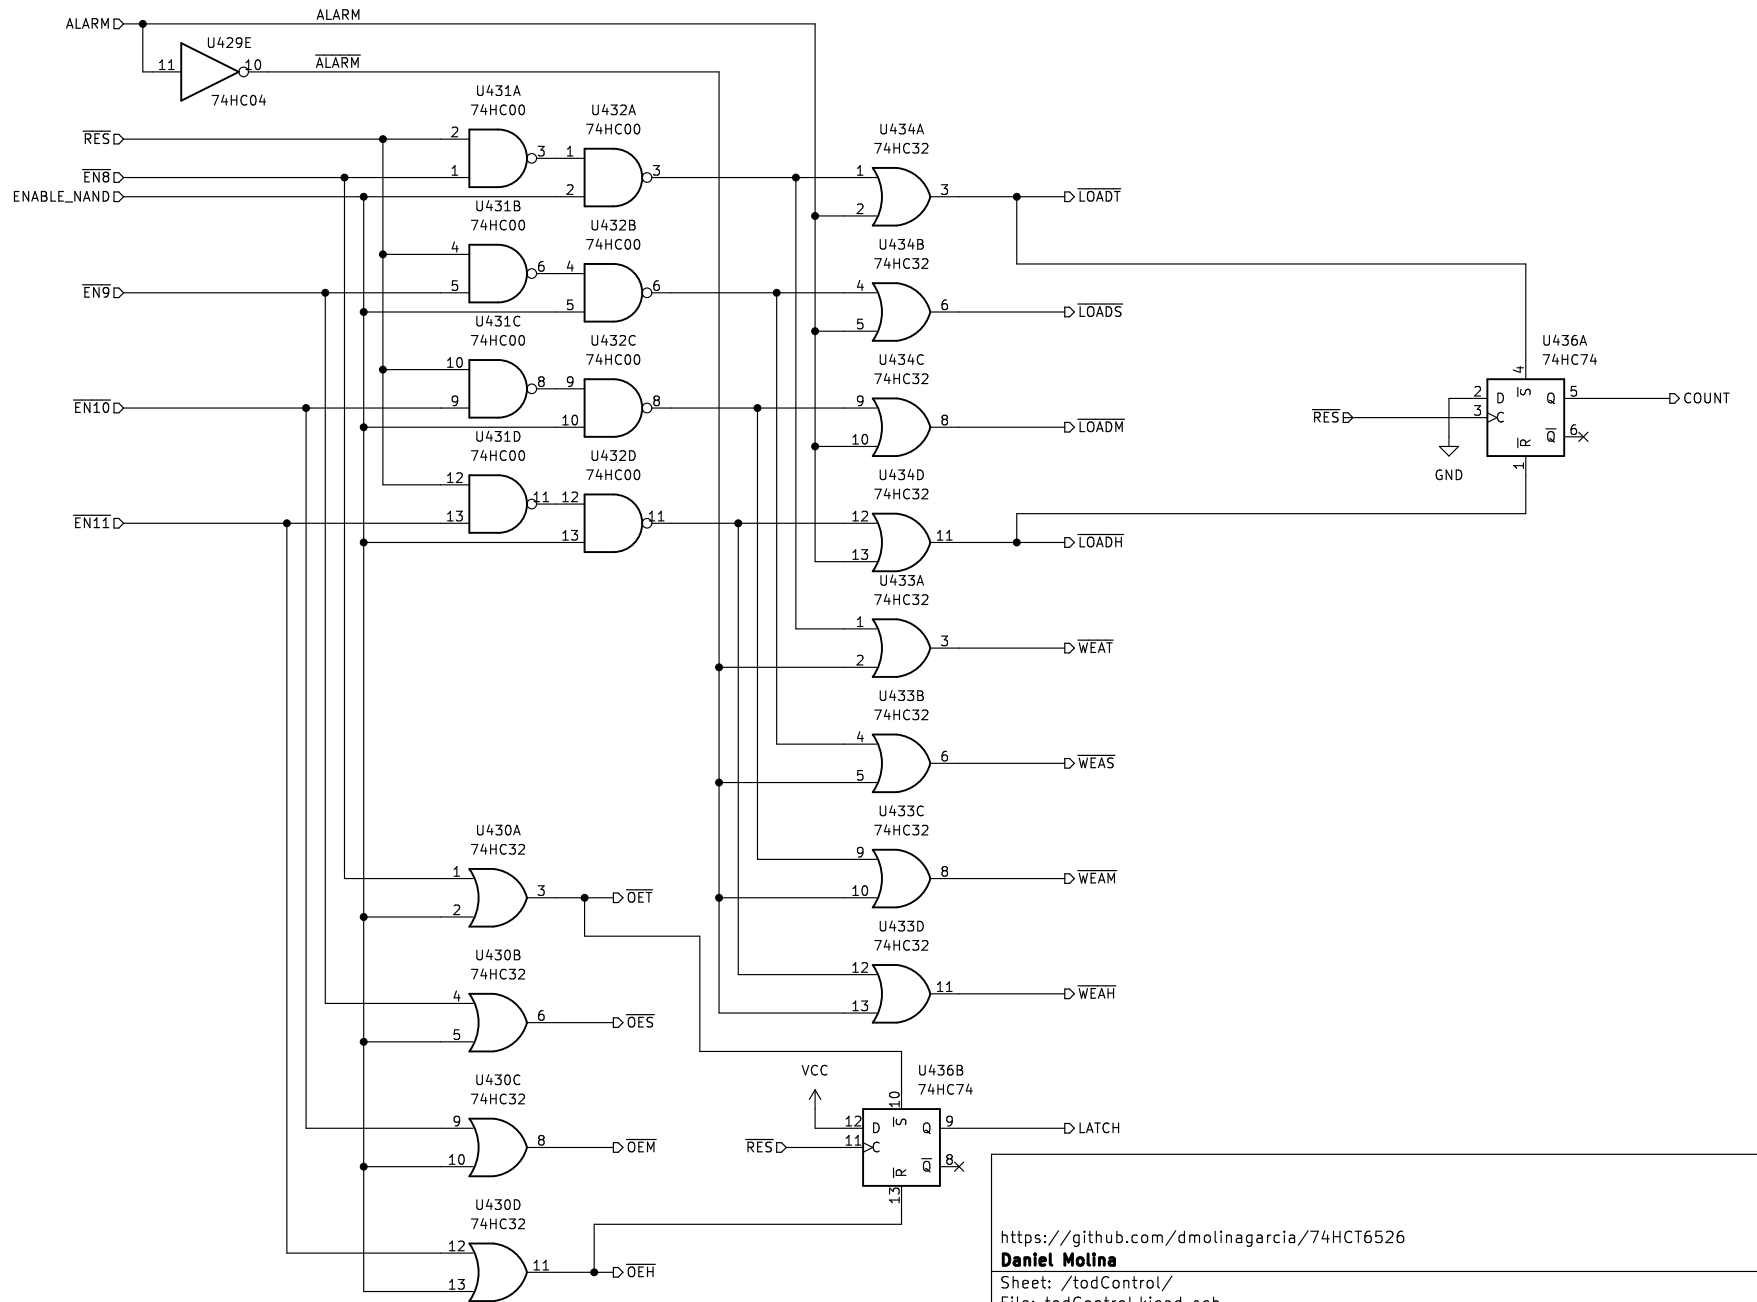 ALARM
ALARM
U429E
11
10
ALARM
74HC04
U431A
74HC00
U432A
74HC00
RES
2
3
1
3
EN8
1
2
ENABLE_NAND
U434A
74HC32
1
2
3
LOADT
U431B
74HC00
U432B
74HC00
4
6
4
6
EN9
5
5
U434B
74HC32
4
5
6
LOADS
U431C
74HC00
U432C
74HC00
10
8
9
8
EN10
9
10
U434C
74HC32
9
10
8
LOADM
U431D
74HC00
U432D
74HC00
12
11
12
11
EN11
13
13
U434D
74HC32
12
13
11
LOADH
U436A
74HC74
4
2
D
S
Q
5
COUNT
RES
3
C
R
Q
6
1
GND
U433A
74HC32
1
2
3
WEAT
U433B
74HC32
4
5
6
WEAS
U433C
74HC32
9
10
8
WEAM
U433D
74HC32
12
13
11
WEAH
U430A
74HC32
1
2
3
OET
U430B
74HC32
4
5
6
OES
U430C
74HC32
9
10
8
OEM
U430D
74HC32
12
13
11
OEH
VCC
U436B
74HC74
10
12
D
S
Q
9
LATCH
RES
11
C
R
Q
8
13
https://github.com/dmolinagarcia/74HCT6526
Daniel Molina
Sheet: /todControl/
File: todControl.kicad_sch